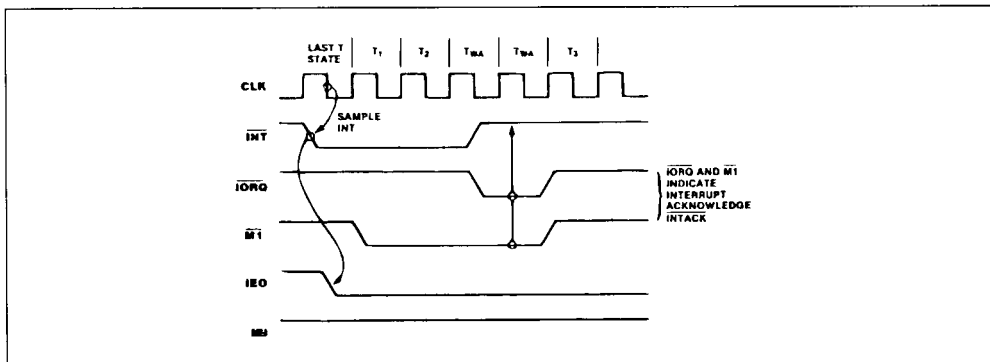 LAST T STATE
T1
T2
TWA
TWA
T3
CLK
SAMPLE INT
INT
IORQ
IORQ AND M1
INDICATE
INTERRUPT
ACKNOWLEDGE
INTACK
M1
IEO